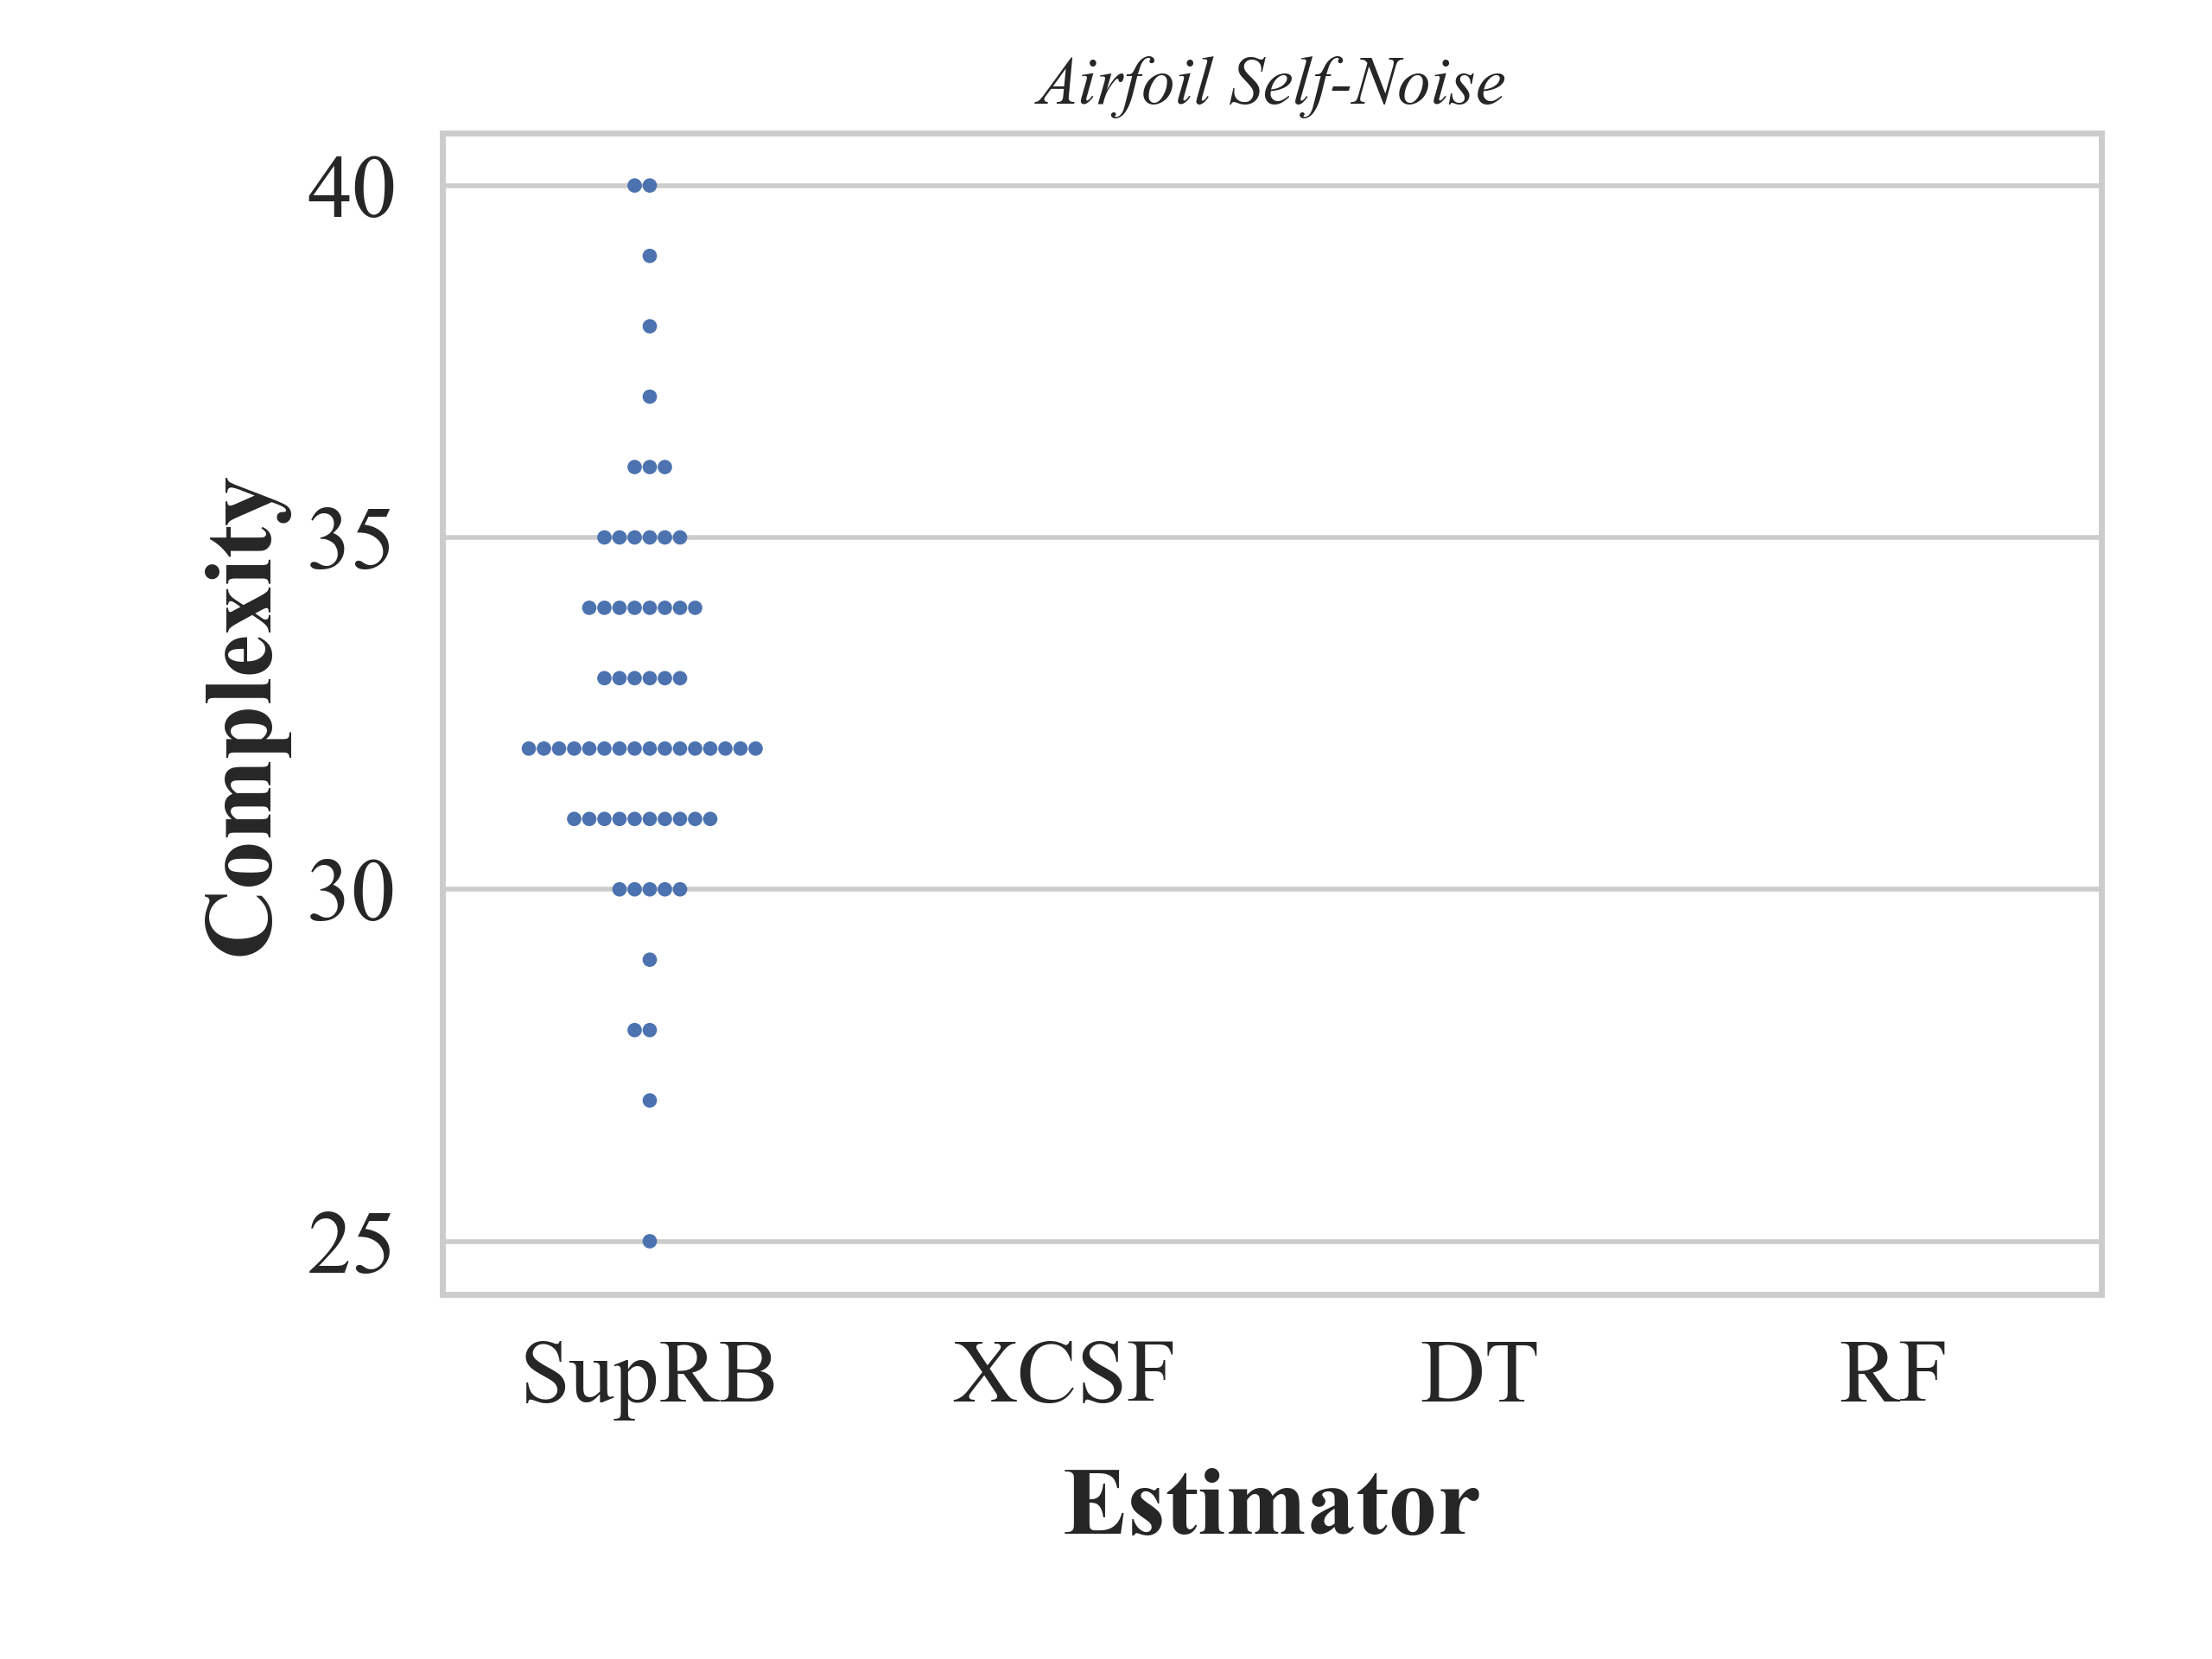 Airfoil Self-Noise
40
35
30
25
Complexity
SupRB XCSF DT RF
Estimator